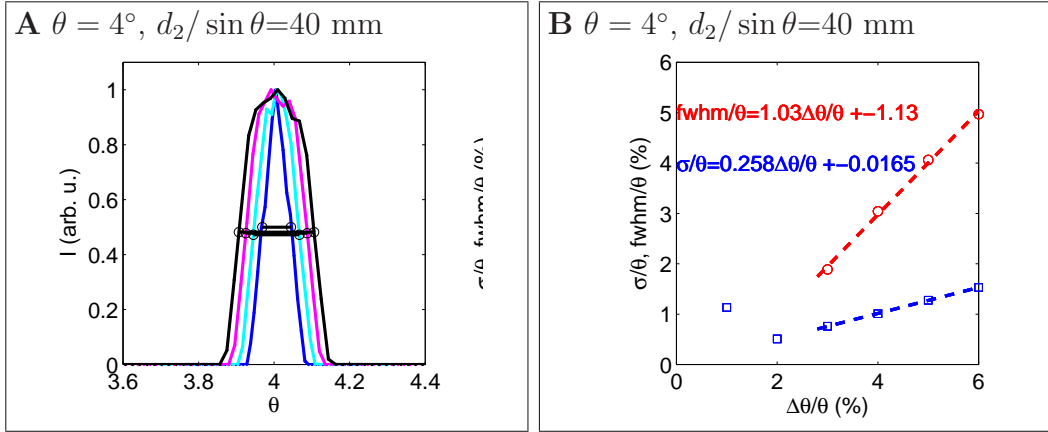 A θ = 4°, d₂/ sin θ=40 mm
1
0.8
0.6
0.4
0.2
0
I (arb. u.)
3.6 3.8 4 4.2 4.4
θ
σ/θ, fwhm/θ (%)
B θ = 4°, d₂/ sin θ=40 mm
6
5
4
3
2
1
0
σ/θ, fwhm/θ (%)
fwhm/θ=1.03Δθ/θ +−1.13
σ/θ=0.258Δθ/θ +−0.0165
0 2 4 6
Δθ/θ (%)